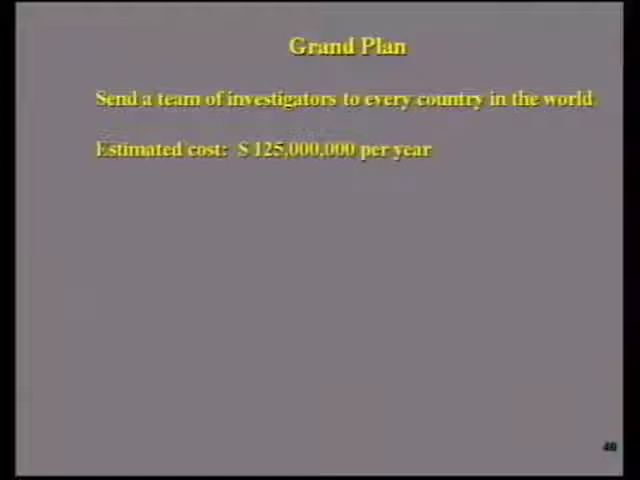 Grand Plan
Send a team of investigators to every country in the world
Estimated cost: $ 125,000,000 per year